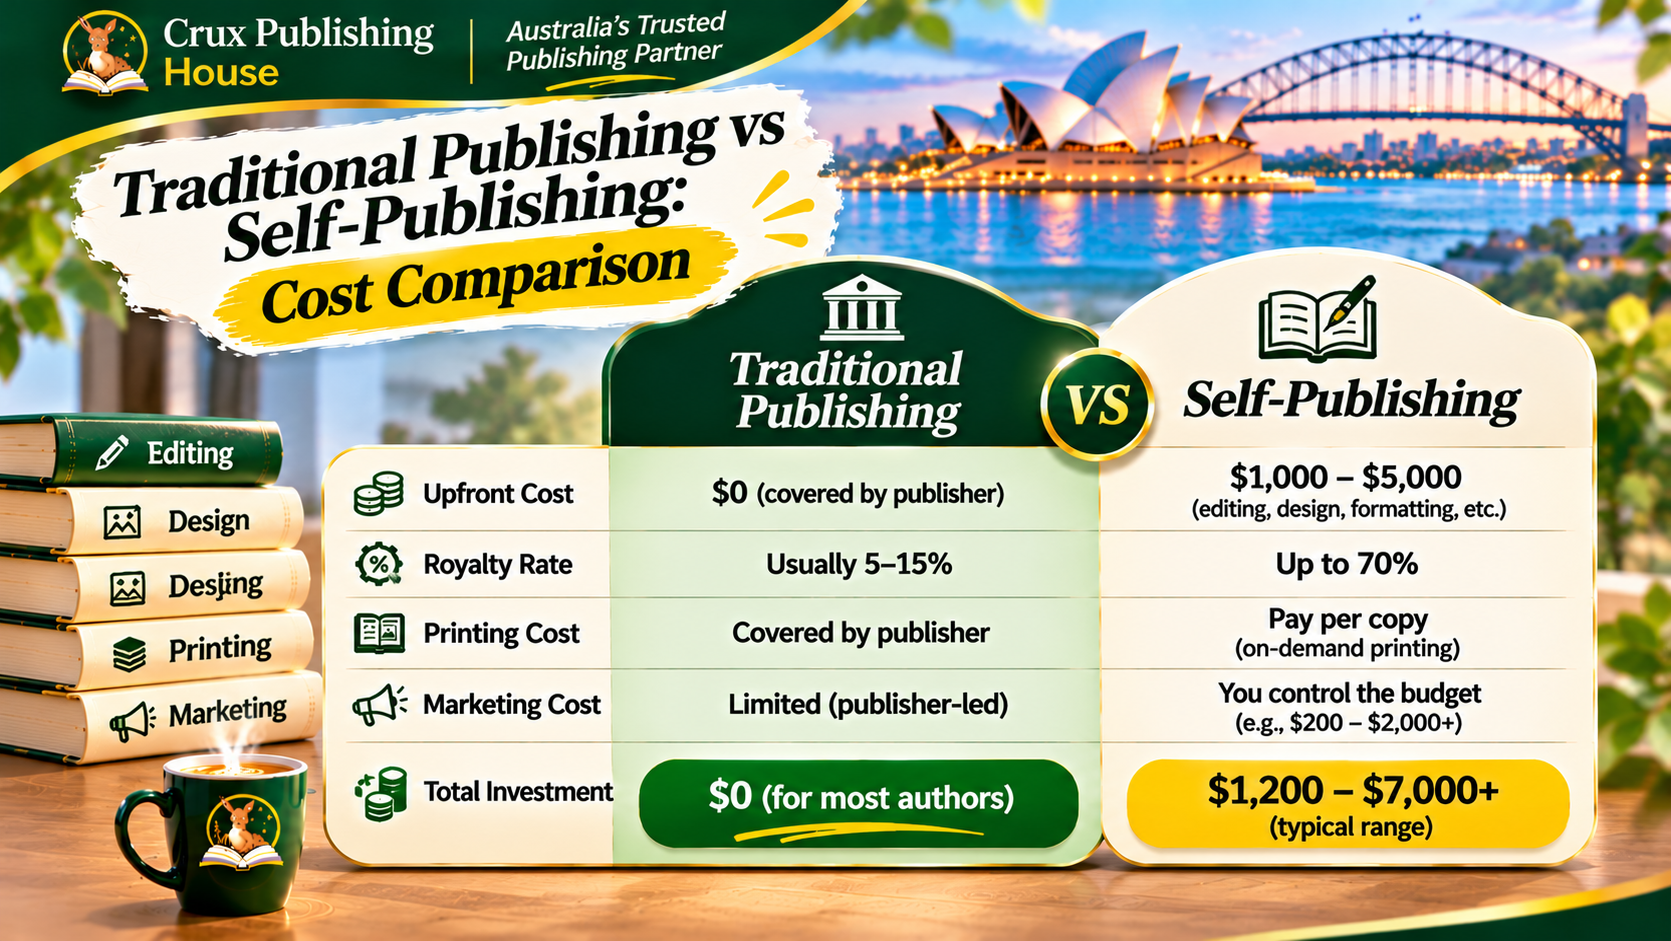 Crux Publishing
House
Australia's Trusted
Publishing Partner
Traditional Publishing vs
Self-Publishing:
Cost Comparison
Traditional
Publishing
VS
Self-Publishing
Editing
Design
Printing
Marketing
Upfront Cost
$0 (covered by publisher)
$1,000 – $5,000
(editing, design, formatting, etc.)
Royalty Rate
Usually 5–15%
Up to 70%
Printing Cost
Covered by publisher
Pay per copy
(on-demand printing)
Marketing Cost
Limited (publisher-led)
You control the budget
(e.g., $200 – $2,000+)
Total Investment
$0 (for most authors)
$1,200 – $7,000+
(typical range)